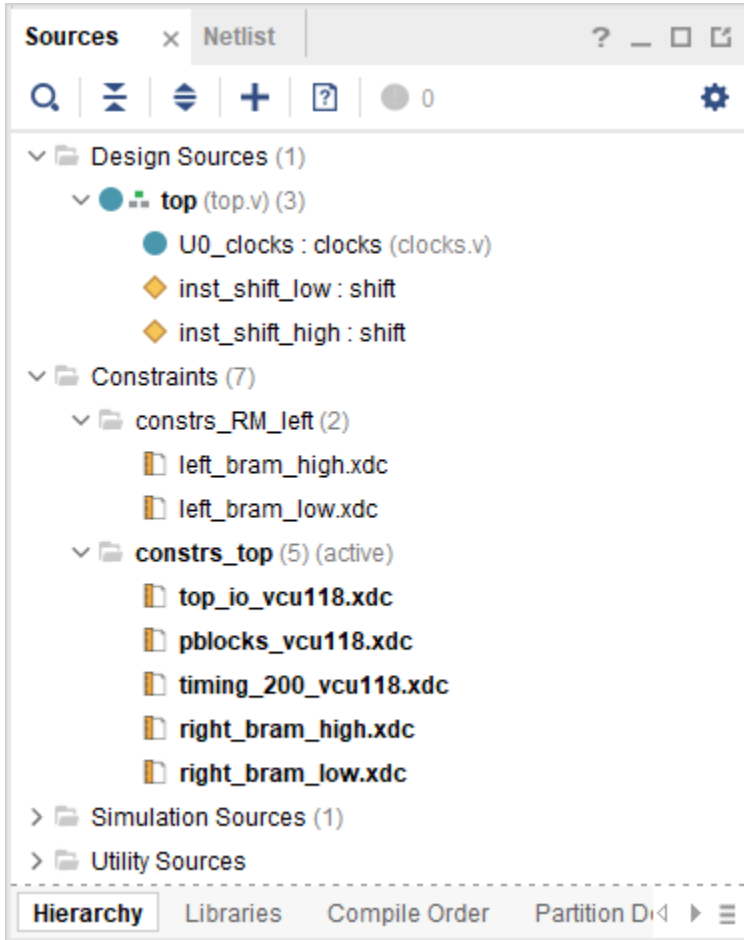 Sources × Netlist ?
? 0
Design Sources (1)
top (top.v) (3)
U0_clocks : clocks (clocks.v)
inst_shift_low : shift
inst_shift_high : shift
Constraints (7)
constrs_RM_left (2)
left_bram_high.xdc
left_bram_low.xdc
constrs_top (5) (active)
top_io_vcu118.xdc
pblocks_vcu118.xdc
timing_200_vcu118.xdc
right_bram_high.xdc
right_bram_low.xdc
Simulation Sources (1)
Utility Sources
Hierarchy Libraries Compile Order Partition